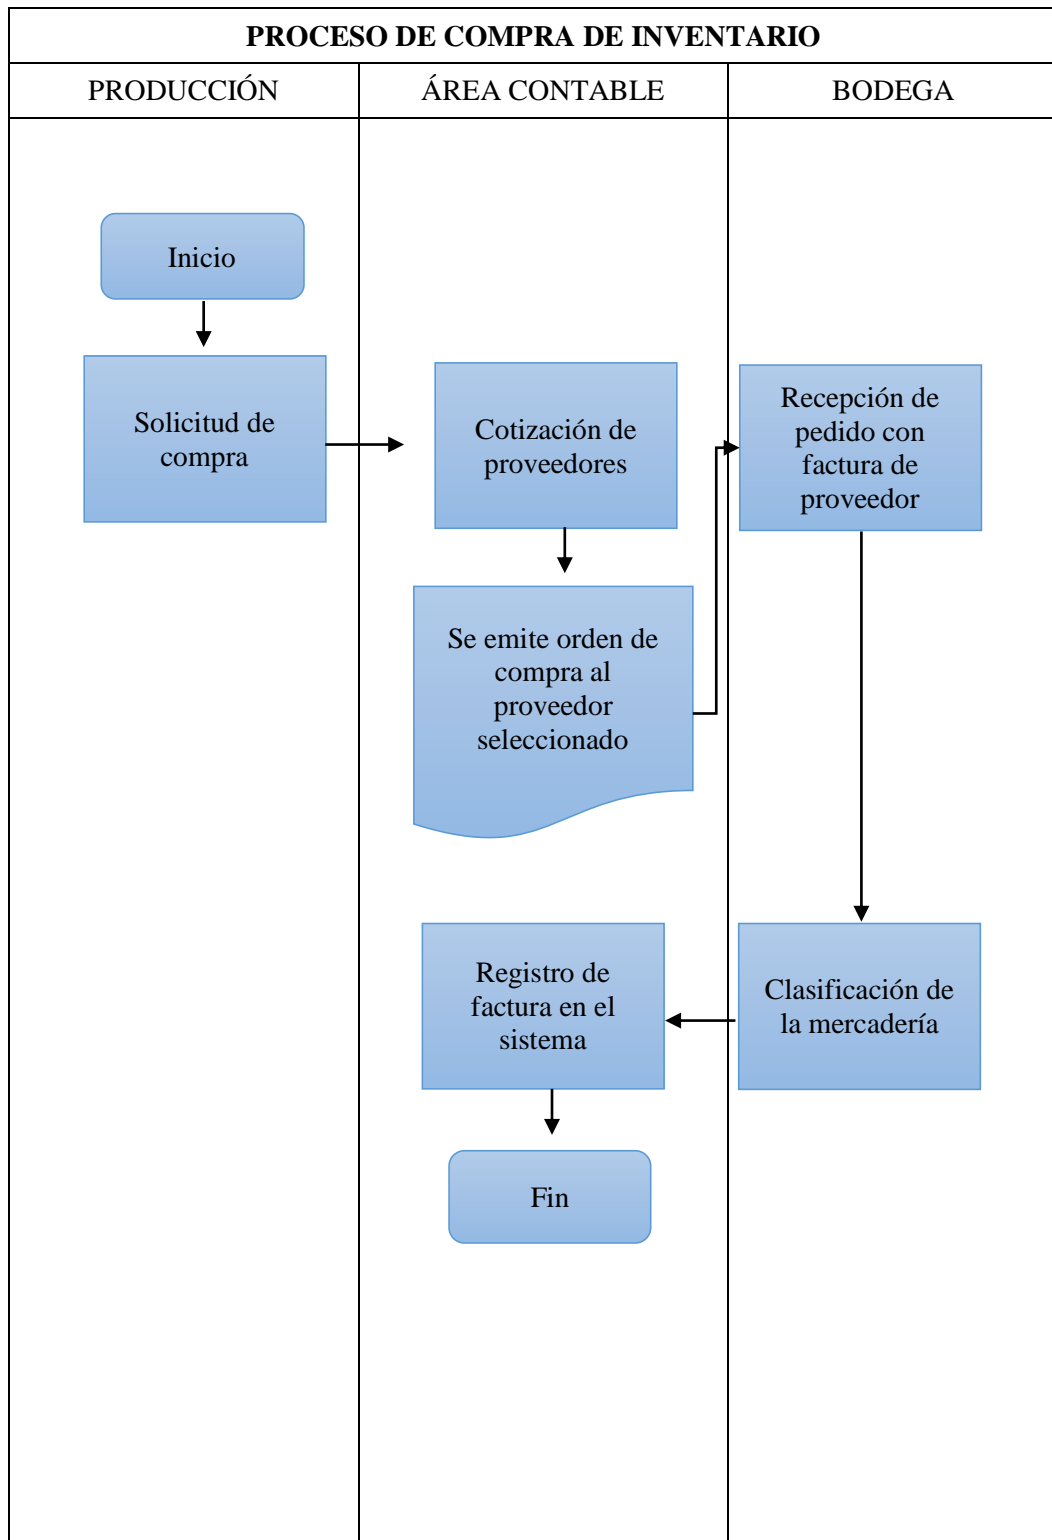 PROCESO DE COMPRA DE INVENTARIO
PRODUCCIÓN
ÁREA CONTABLE
BODEGA
Inicio
Solicitud de
compra
Cotización de
proveedores
Se emite orden de
compra al
proveedor
seleccionado
Recepción de
pedido con
factura de
proveedor
Clasificación de
la mercadería
Registro de
factura en el
sistema
Fin